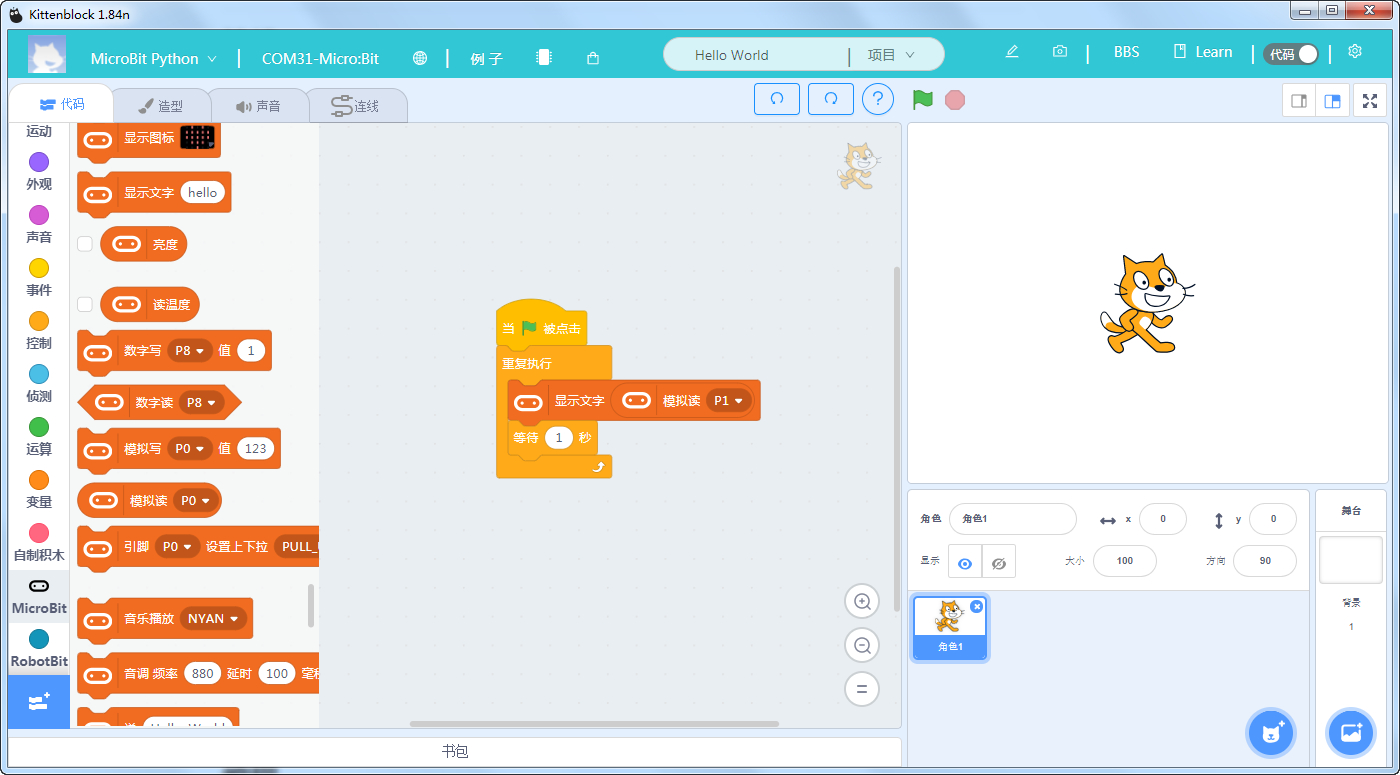 Kittenblock 1.84n
MicroBit Python
COM31-Micro:Bit
例子
Hello World
项目
BBS
Learn
代码
代码
造型
声音
连线
?
运动
外观
声音
事件
控制
侦测
运算
变量
自制积木
MicroBit
RobotBit
显示图标
显示文字 hello
亮度
读温度
数字写 P8 值 1
数字读 P8
模拟写 P0 值 123
模拟读 P0
引脚 P0 设置上下拉
音乐播放 NYAN
音调 频率 880 延时 100
当 被点击
重复执行
显示文字 模拟读 P1
等待 1 秒
书包
角色 角色1 x 0 y 0
显示 大小 100 方向 90
角色1
舞台
背景
1